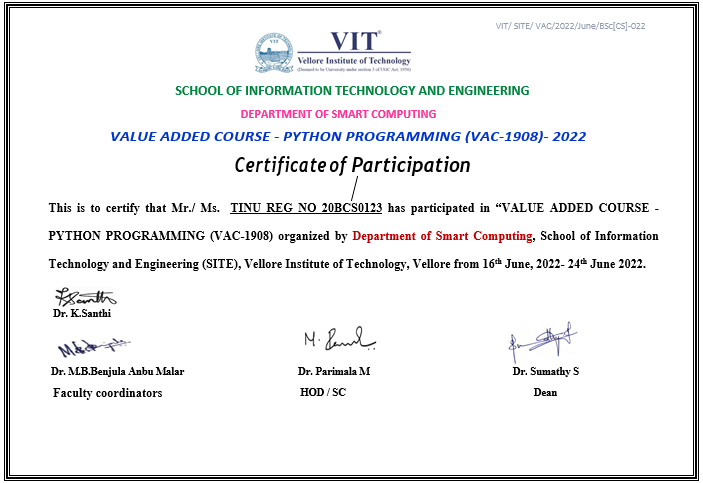 VIT/ SITE/ VAC/2022/June/BSc[CS]-022
VIT®
Vellore Institute of Technology
(Deemed to be University under section 3 of UGC Act, 1956)
SCHOOL OF INFORMATION TECHNOLOGY AND ENGINEERING
DEPARTMENT OF SMART COMPUTING
VALUE ADDED COURSE - PYTHON PROGRAMMING (VAC-1908)- 2022
Certificate of Participation
This is to certify that Mr./ Ms. TINU REG NO 20BCS0123 has participated in “VALUE ADDED COURSE -
PYTHON PROGRAMMING (VAC-1908) organized by Department of Smart Computing, School of Information
Technology and Engineering (SITE), Vellore Institute of Technology, Vellore from 16th June, 2022- 24th June 2022.
Dr. K.Santhi
Dr. M.B.Benjula Anbu Malar Dr. Parimala M Dr. Sumathy S
Faculty coordinators HOD / SC Dean